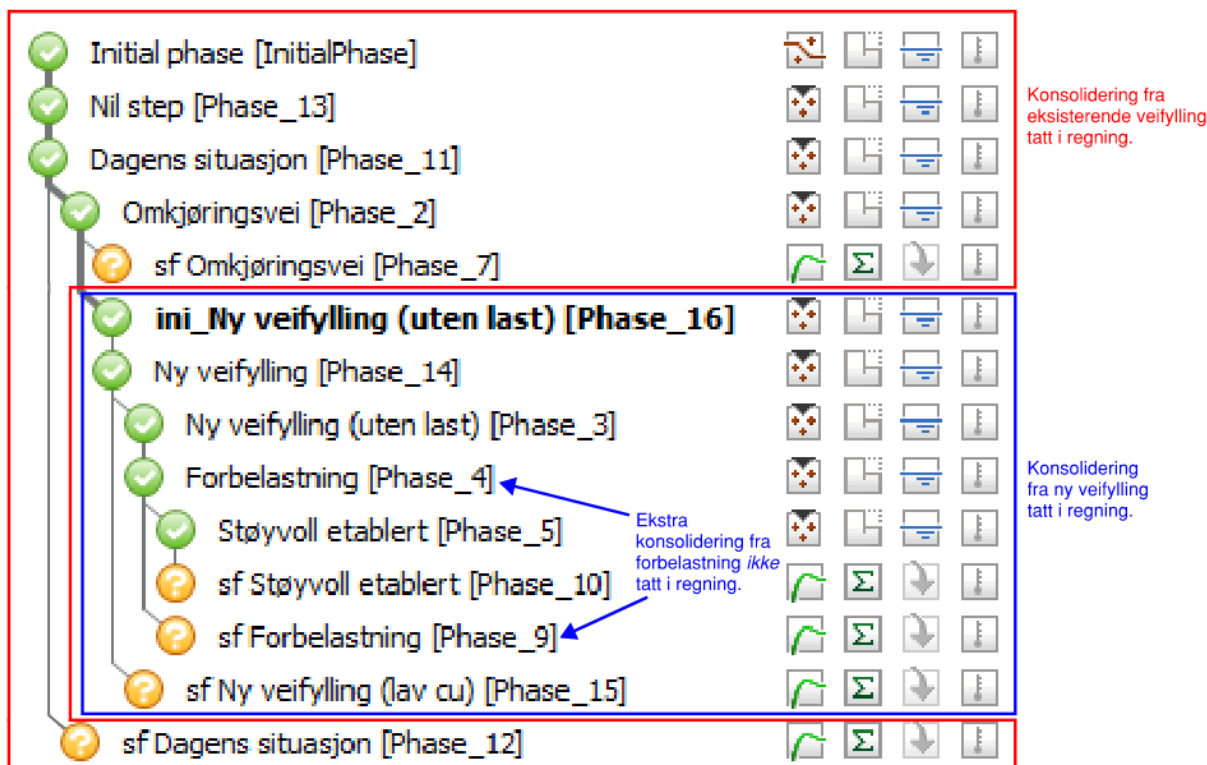 Initial phase [InitialPhase]
Nil step [Phase_13]
Dagens situasjon [Phase_11]
Omkjøringsvei [Phase_2]
sf Omkjøringsvei [Phase_7]
Konsolidering fra
eksisterende veifylling
tatt i regning.
ini_Ny veifylling (uten last) [Phase_16]
Ny veifylling [Phase_14]
Ny veifylling (uten last) [Phase_3]
Forbelastning [Phase_4]
Støyvoll etablert [Phase_5]
sf Støyvoll etablert [Phase_10]
sf Forbelastning [Phase_9]
sf Ny veifylling (lav cu) [Phase_15]
Ekstra
konsolidering fra
forbelastning ikke
tatt i regning.
Konsolidering
fra ny veifylling
tatt i regning.
sf Dagens situasjon [Phase_12]